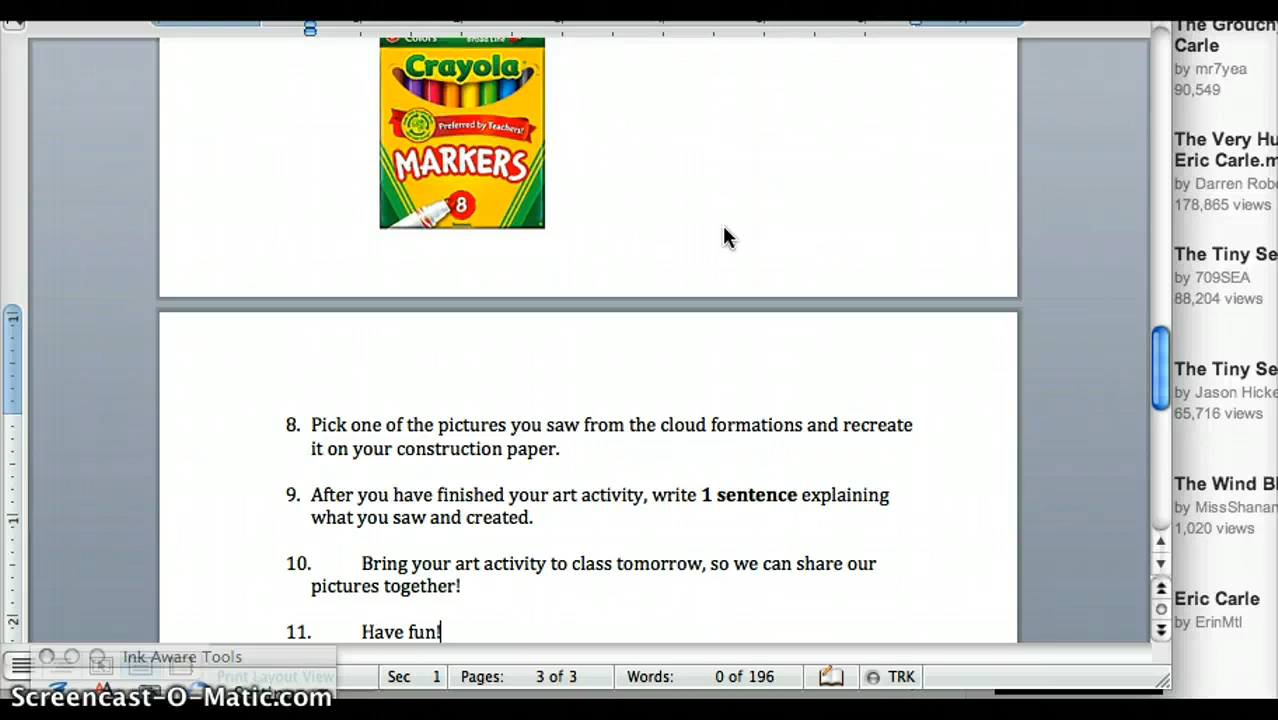 The Grouchy
Carle
by mr7yea
90,549
Colors
Broad Line
Crayola
Preferred by Teachers!
MARKERS
8
The Very Hu
Eric Carle.m
by Darren Robe
178,865 views
The Tiny Se
by 709SEA
88,204 views
The Tiny Se
by Jason Hicke
65,716 views
8. Pick one of the pictures you saw from the cloud formations and recreate
it on your construction paper.
9. After you have finished your art activity, write 1 sentence explaining
what you saw and created.
The Wind Bl
by MissShanan
1,020 views
10. Bring your art activity to class tomorrow, so we can share our
pictures together!
Eric Carle
by ErinMtl
11. Have fun!
Ink Aware Tools
Print Layout View
Sec 1 Pages: 3 of 3 Words: 0 of 196 TRK
Screencast-O-Matic.com